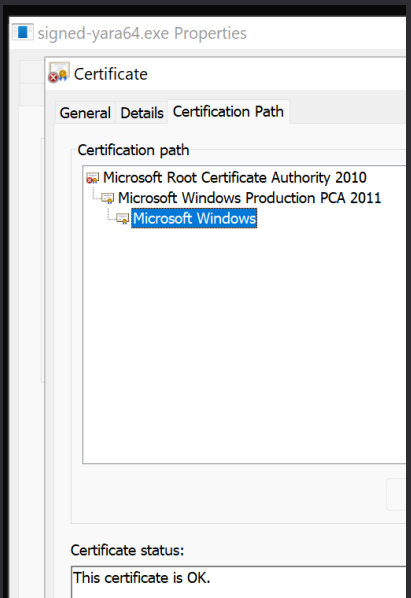 signed-yara64.exe Properties
Certificate
General Details Certification Path
Certification path
Microsoft Root Certificate Authority 2010
Microsoft Windows Production PCA 2011
Microsoft Windows
Certificate status:
This certificate is OK.